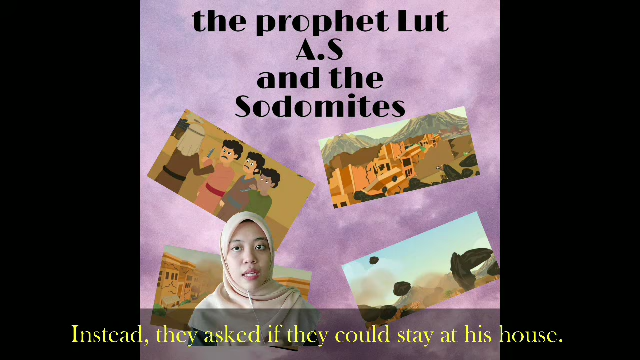 the prophet Lut
A.S
and the
Sodomites
Instead, they asked if they could stay at his house.